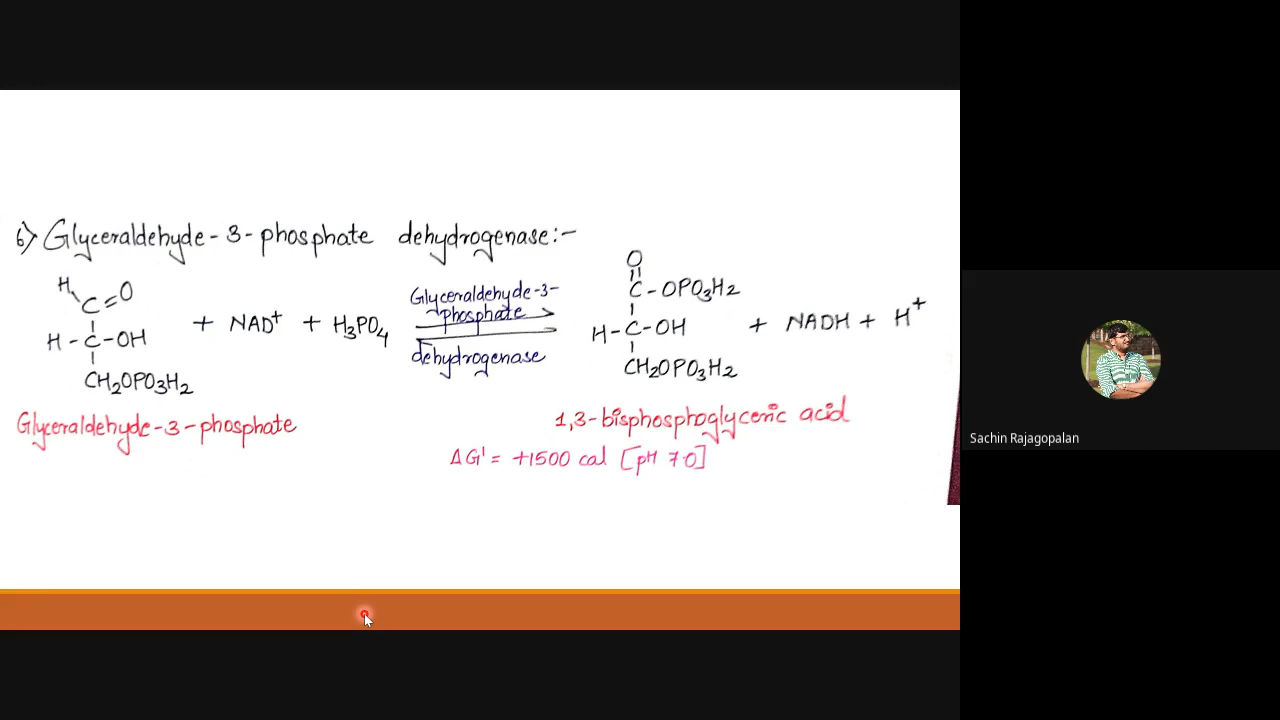 6) Glyceraldehyde-3-phosphate dehydrogenase:-
H
C=O
H-C-OH
CH2OPO3H2
+ NAD+ + H3PO4
Glyceraldehyde-3-
phosphate
dehydrogenase
O
C-OPO3H2
H-C-OH
CH2OPO3H2
+ NADH + H+
Glyceraldehyde-3-phosphate
1,3-bisphosphoglyceric acid
ΔG' = +1500 cal [pH 7.0]
Sachin Rajagopalan